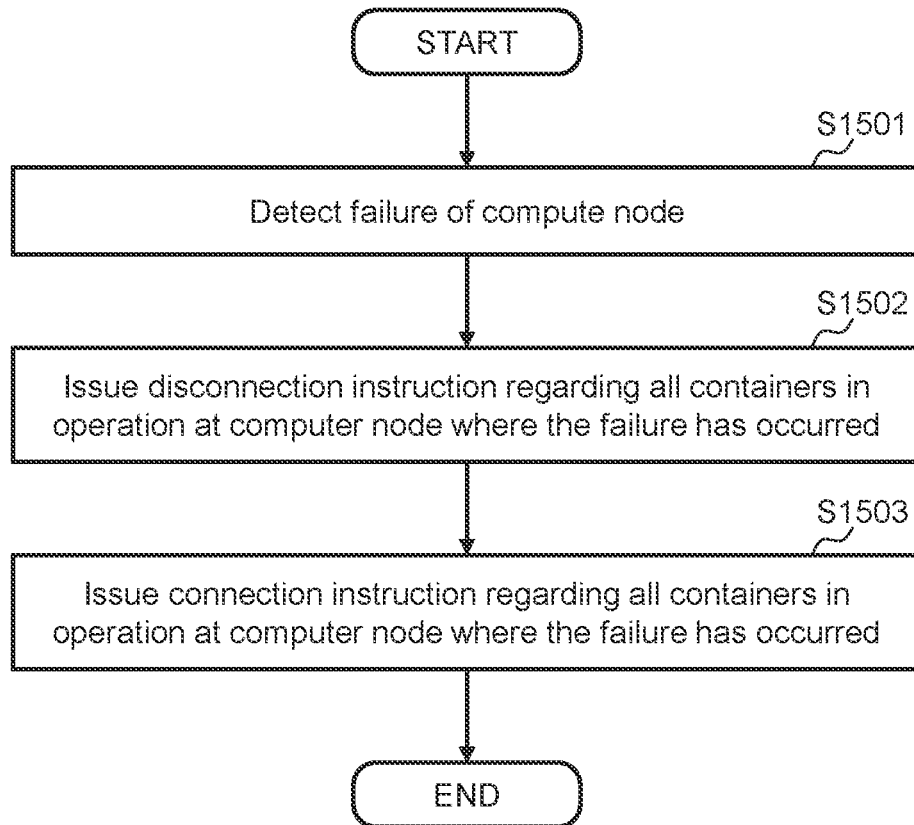 START
S1501
Detect failure of compute node
S1502
Issue disconnection instruction regarding all containers in
operation at computer node where the failure has occurred
S1503
Issue connection instruction regarding all containers in
operation at computer node where the failure has occurred
END